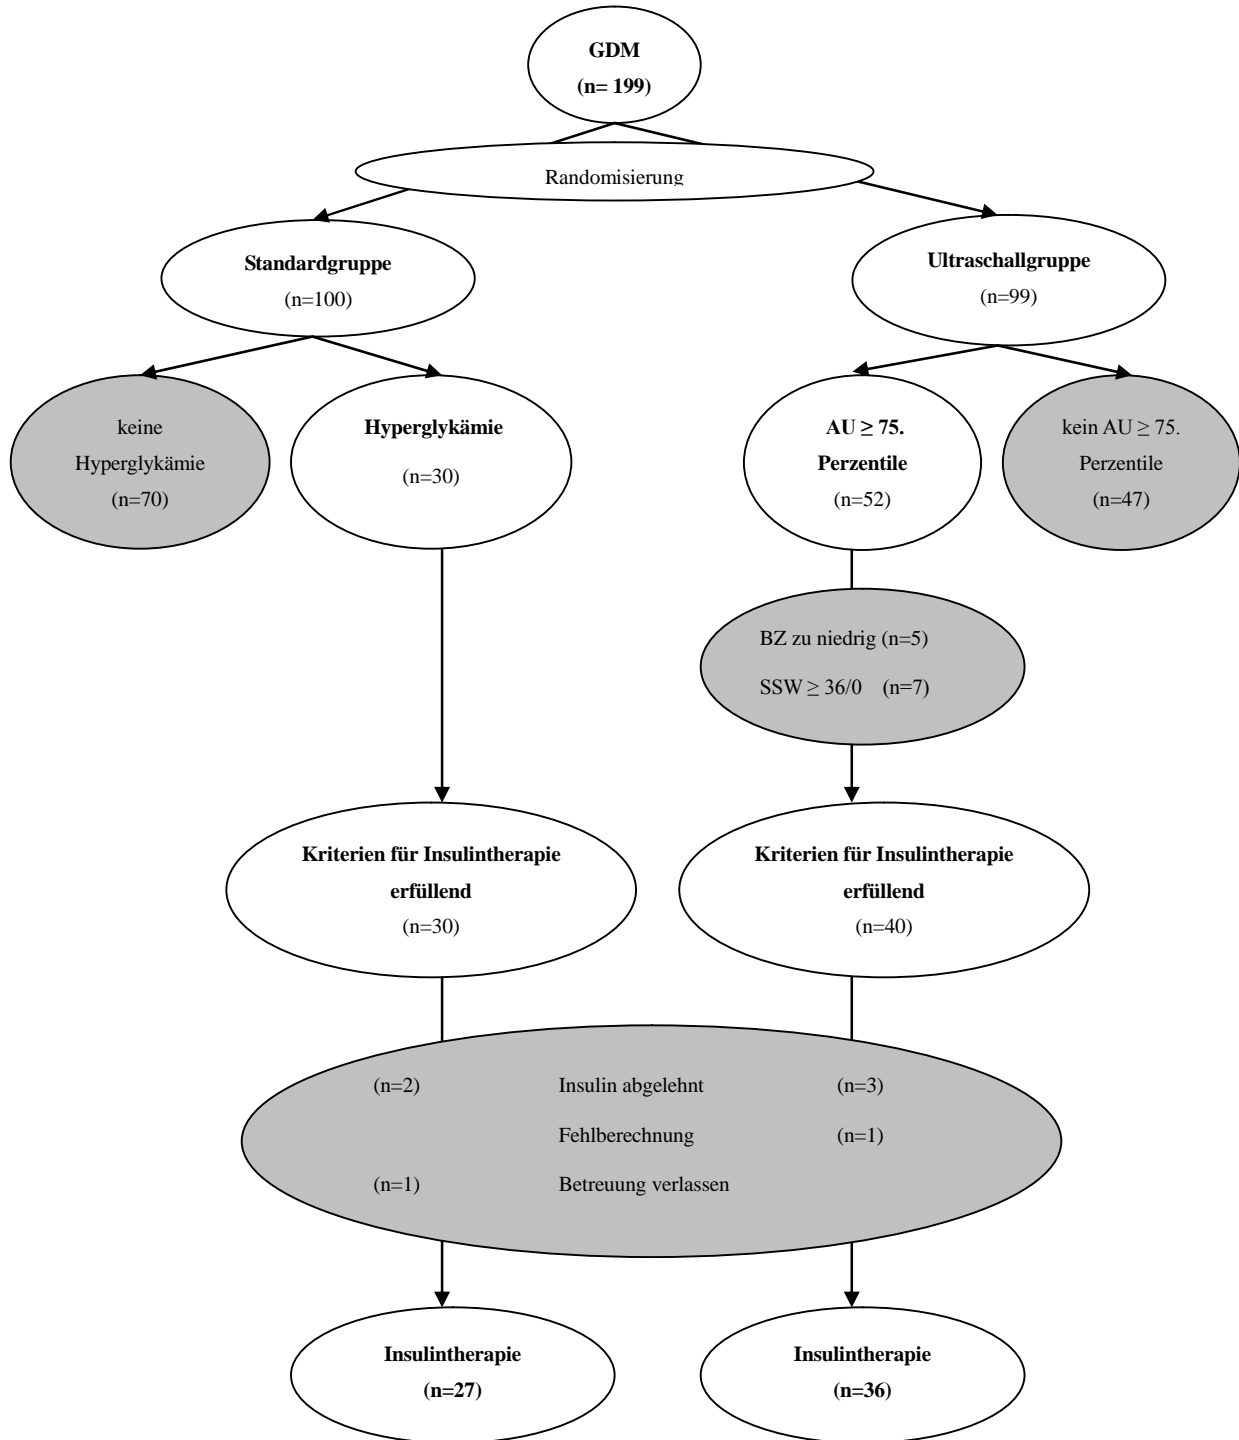 GDM
(n= 199)
Randomisierung
Standardgruppe
(n=100)
Ultraschallgruppe
(n=99)
keine
Hyperglykämie
(n=70)
Hyperglykämie
(n=30)
AU ≥ 75.
Perzentile
(n=52)
kein AU ≥ 75.
Perzentile
(n=47)
BZ zu niedrig (n=5)
SSW ≥ 36/0 (n=7)
Kriterien für Insulintherapie
erfüllend
(n=30)
Kriterien für Insulintherapie
erfüllend
(n=40)
(n=2) Insulin abgelehnt (n=3)
Fehlberechnung (n=1)
(n=1) Betreuung verlassen
Insulintherapie
(n=27)
Insulintherapie
(n=36)